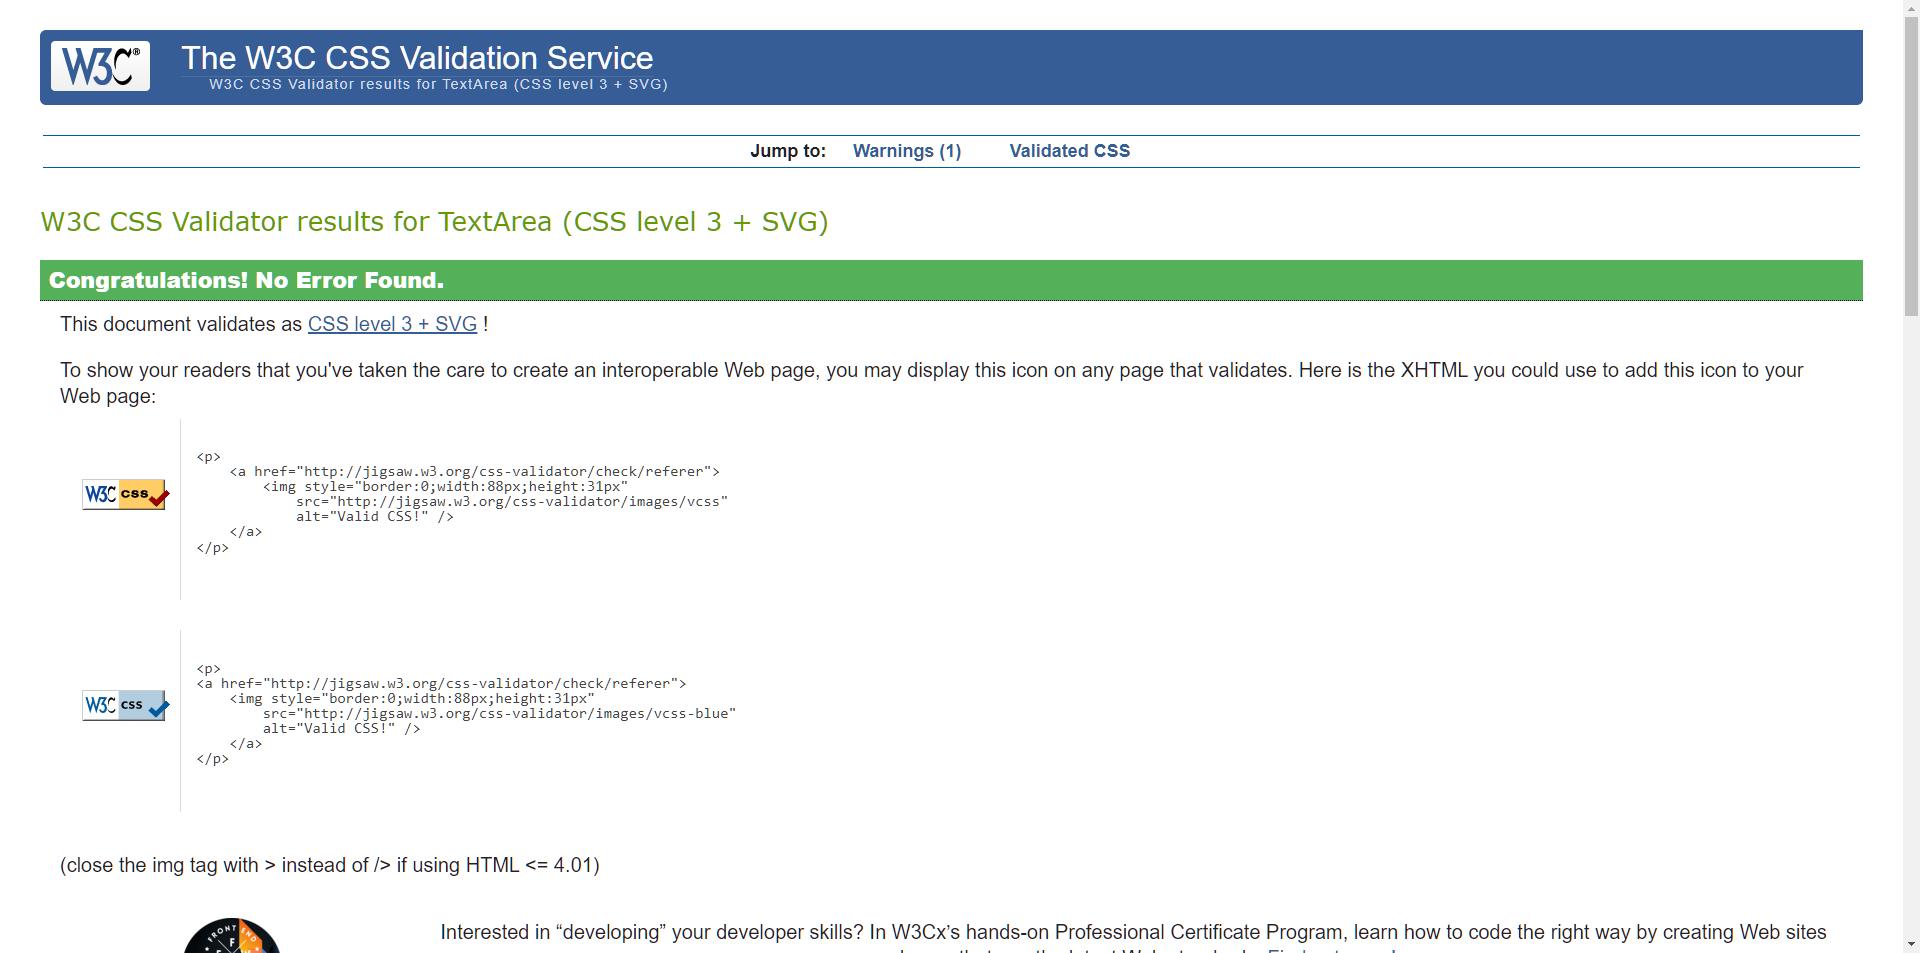 W3C®
The W3C CSS Validation Service
W3C CSS Validator results for TextArea (CSS level 3 + SVG)
Jump to: Warnings (1) Validated CSS
W3C CSS Validator results for TextArea (CSS level 3 + SVG)
Congratulations! No Error Found.
This document validates as CSS level 3 + SVG !
To show your readers that you've taken the care to create an interoperable Web page, you may display this icon on any page that validates. Here is the XHTML you could use to add this icon to your
Web page:
W3C css
<p>
<a href="http://jigsaw.w3.org/css-validator/check/referer">
<img style="border:0;width:88px;height:31px"
src="http://jigsaw.w3.org/css-validator/images/vcss"
alt="Valid CSS!" />
</a>
</p>
W3C css
<p>
<a href="http://jigsaw.w3.org/css-validator/check/referer">
<img style="border:0;width:88px;height:31px"
src="http://jigsaw.w3.org/css-validator/images/vcss-blue"
alt="Valid CSS!" />
</a>
</p>
(close the img tag with > instead of /> if using HTML <= 4.01)
FRONT END
Interested in “developing” your developer skills? In W3Cx’s hands-on Professional Certificate Program, learn how to code the right way by creating Web sites